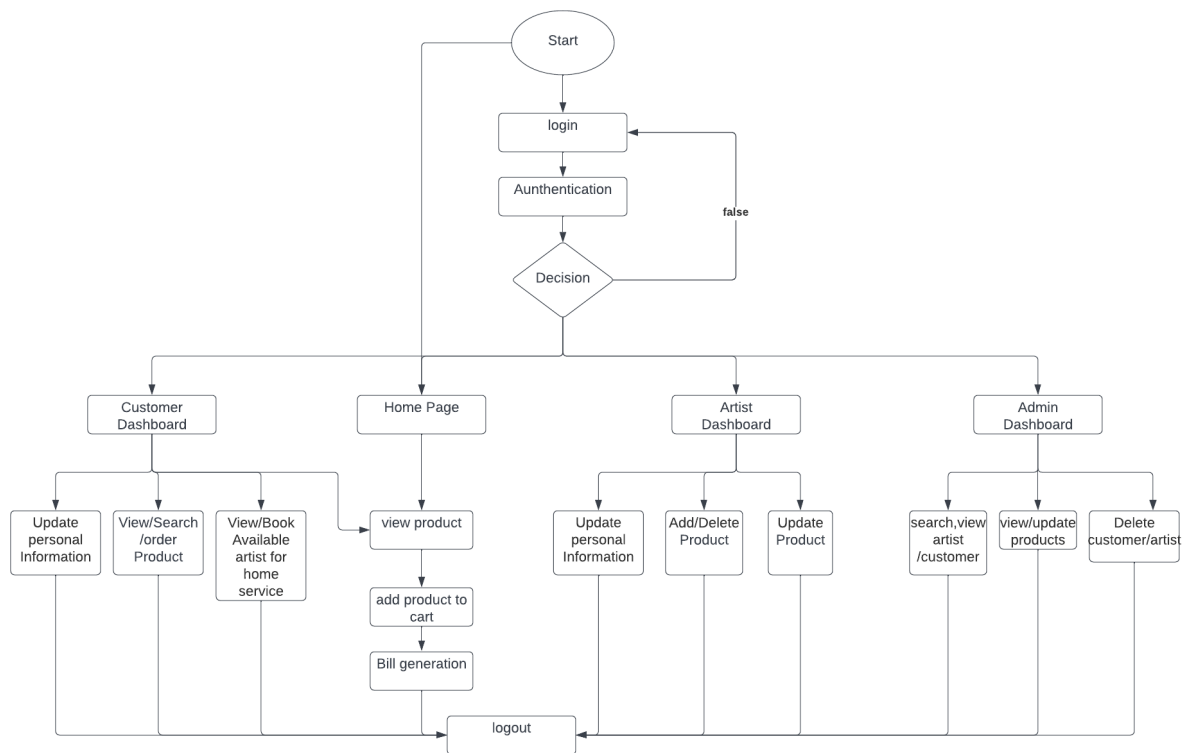 Start
login
Aunthentication
false
Decision
Customer
Dashboard
Home Page
Artist
Dashboard
Admin
Dashboard
Update
personal
Information
View/Search
/order
Product
View/Book
Available
artist for
home
service
view product
Update
personal
Information
Add/Delete
Product
Update
Product
search,view
artist
/customer
view/update
products
Delete
customer/artist
add product to
cart
Bill generation
logout